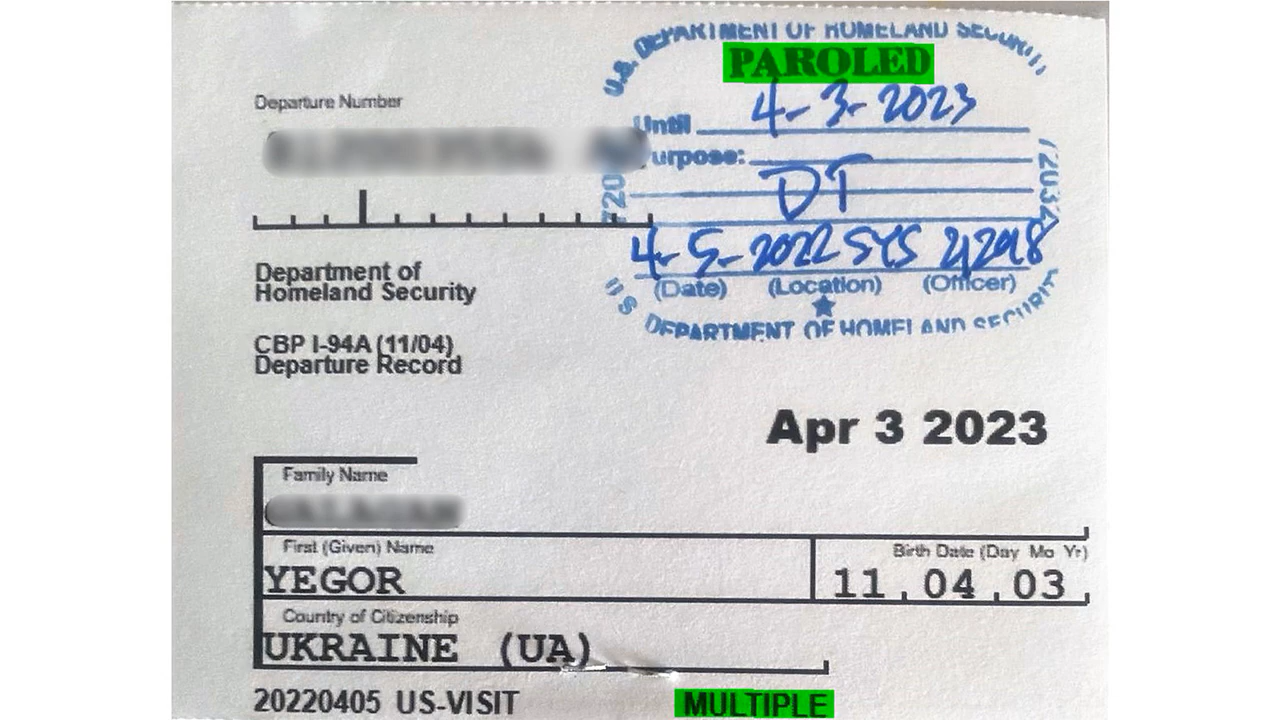 U.S. DEPARTMENT OF HOMELAND SECURITY
PAROLED
Until 4-3-2023
Purpose:
DT
4-5-2022 SYS
(Date) (Location) (Officer)
U.S. DEPARTMENT OF HOMELAND SECURITY
Departure Number
Department of
Homeland Security
CBP I-94A (11/04)
Departure Record
Apr 3 2023
Family Name
First (Given) Name
YEGOR
Birth Date (Day Mo Yr)
11.04.03
Country of Citizenship
UKRAINE (UA)
20220405 US-VISIT
MULTIPLE